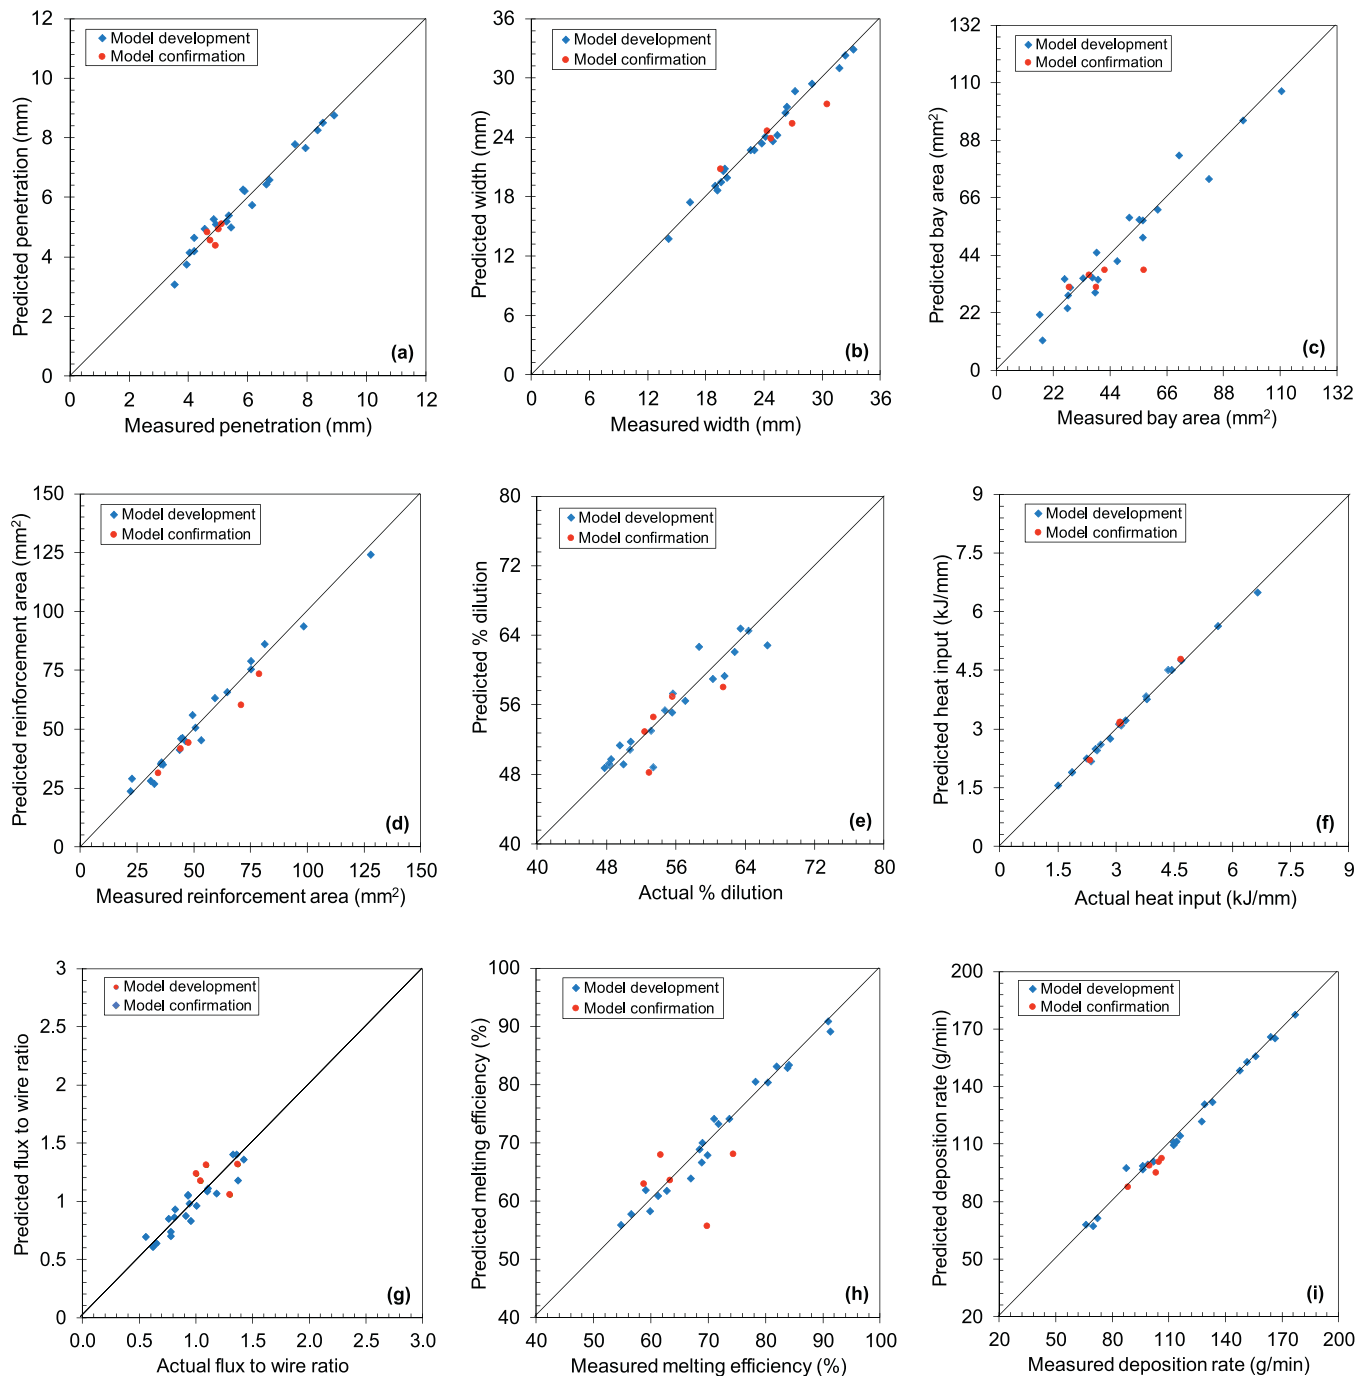 12
10
8
6
4
2
0
Predicted penetration (mm)
Model development
Model confirmation
(a)
0 2 4 6 8 10 12
Measured penetration (mm)
36
30
24
18
12
6
0
Predicted width (mm)
Model development
Model confirmation
(b)
0 6 12 18 24 30 36
Measured width (mm)
132
110
88
66
44
22
0
Predicted bay area (mm²)
Model development
Model confirmation
(c)
0 22 44 66 88 110 132
Measured bay area (mm²)
150
125
100
75
50
25
0
Predicted reinforcement area (mm²)
Model development
Model confirmation
(d)
0 25 50 75 100 125 150
Measured reinforcement area (mm²)
80
72
64
56
48
40
Predicted % dilution
Model development
Model confirmation
(e)
40 48 56 64 72 80
Actual % dilution
9
7.5
6
4.5
3
1.5
0
Predicted heat input (kJ/mm)
Model development
Model confirmation
(f)
0 1.5 3 4.5 6 7.5 9
Actual heat input (kJ/mm)
3
2.5
2
1.5
1
0.5
0
Predicted flux to wire ratio
Model development
Model confirmation
(g)
0.0 0.5 1.0 1.5 2.0 2.5 3.0
Actual flux to wire ratio
100
90
80
70
60
50
40
Predicted melting efficiency (%)
Model development
Model confirmation
(h)
40 50 60 70 80 90 100
Measured melting efficiency (%)
200
170
140
110
80
50
20
Predicted deposition rate (g/min)
Model development
Model confirmation
(i)
20 50 80 110 140 170 200
Measured deposition rate (g/min)